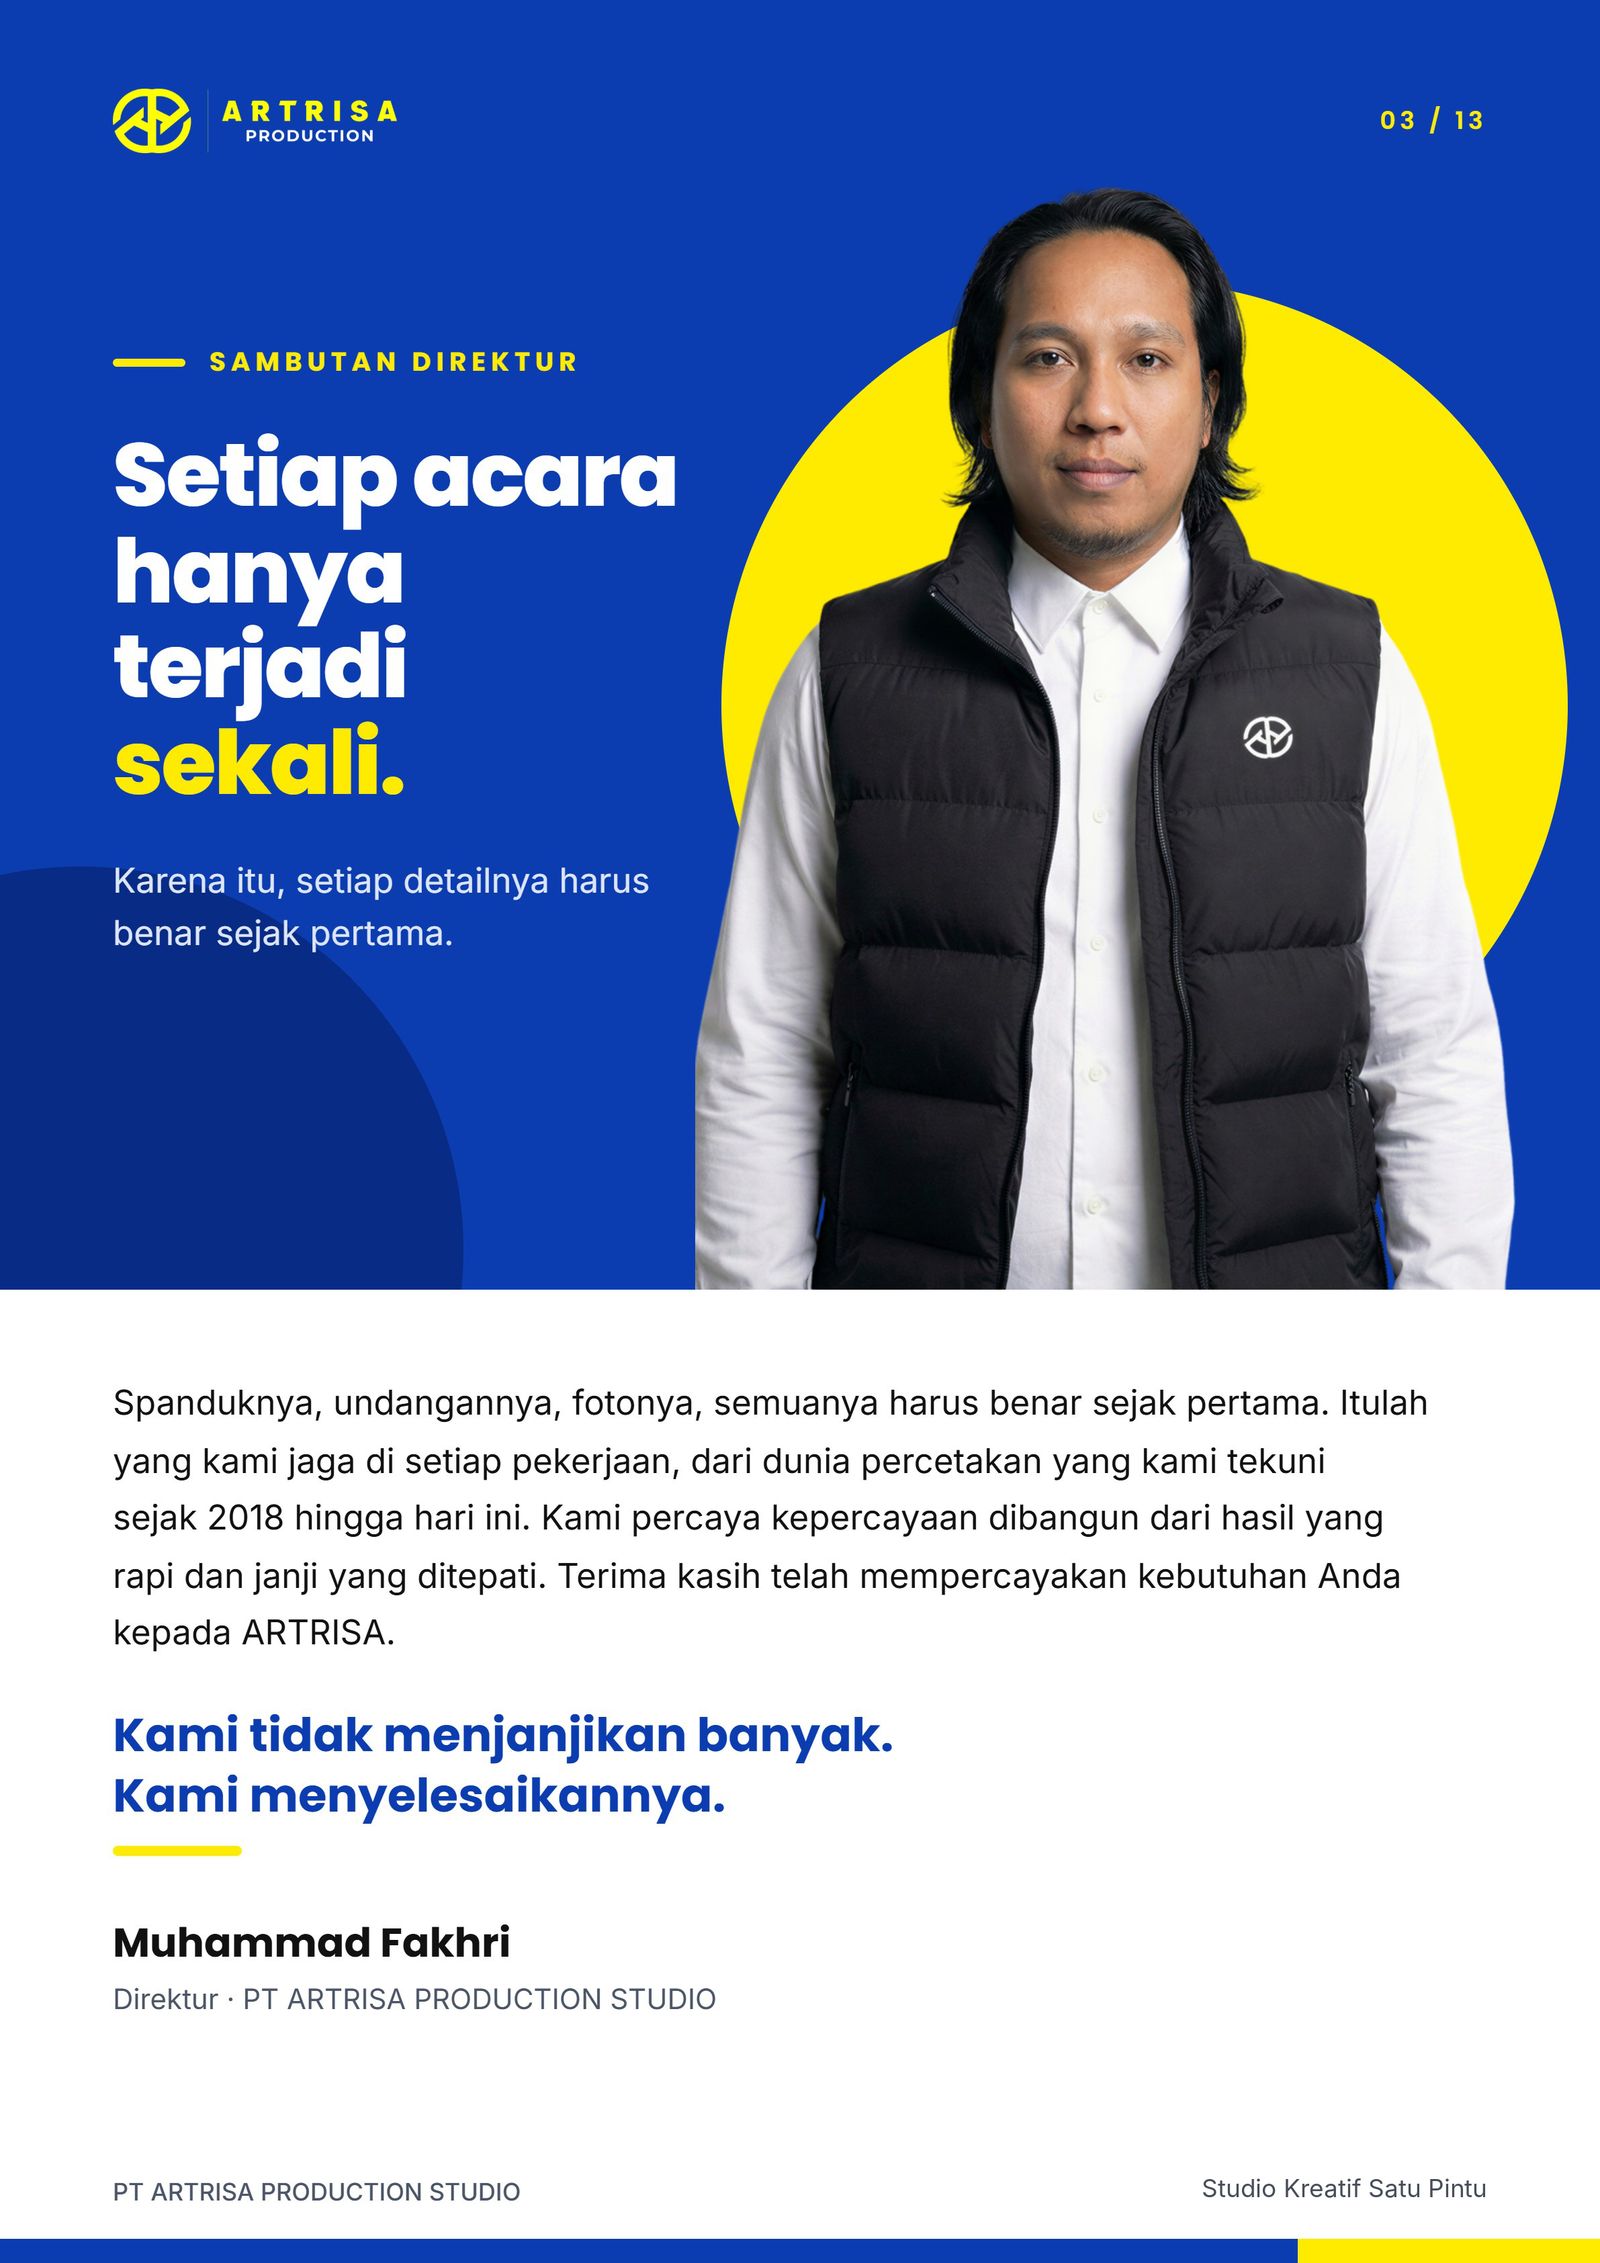 ARTRISA
PRODUCTION
03 / 13
SAMBUTAN DIREKTUR
Setiap acara
hanya
terjadi
sekali.
Karena itu, setiap detailnya harus
benar sejak pertama.
Spanduknya, undangannya, fotonya, semuanya harus benar sejak pertama. Itulah
yang kami jaga di setiap pekerjaan, dari dunia percetakan yang kami tekuni
sejak 2018 hingga hari ini. Kami percaya kepercayaan dibangun dari hasil yang
rapi dan janji yang ditepati. Terima kasih telah mempercayakan kebutuhan Anda
kepada ARTRISA.
Kami tidak menjanjikan banyak.
Kami menyelesaikannya.
Muhammad Fakhri
Direktur · PT ARTRISA PRODUCTION STUDIO
PT ARTRISA PRODUCTION STUDIO
Studio Kreatif Satu Pintu